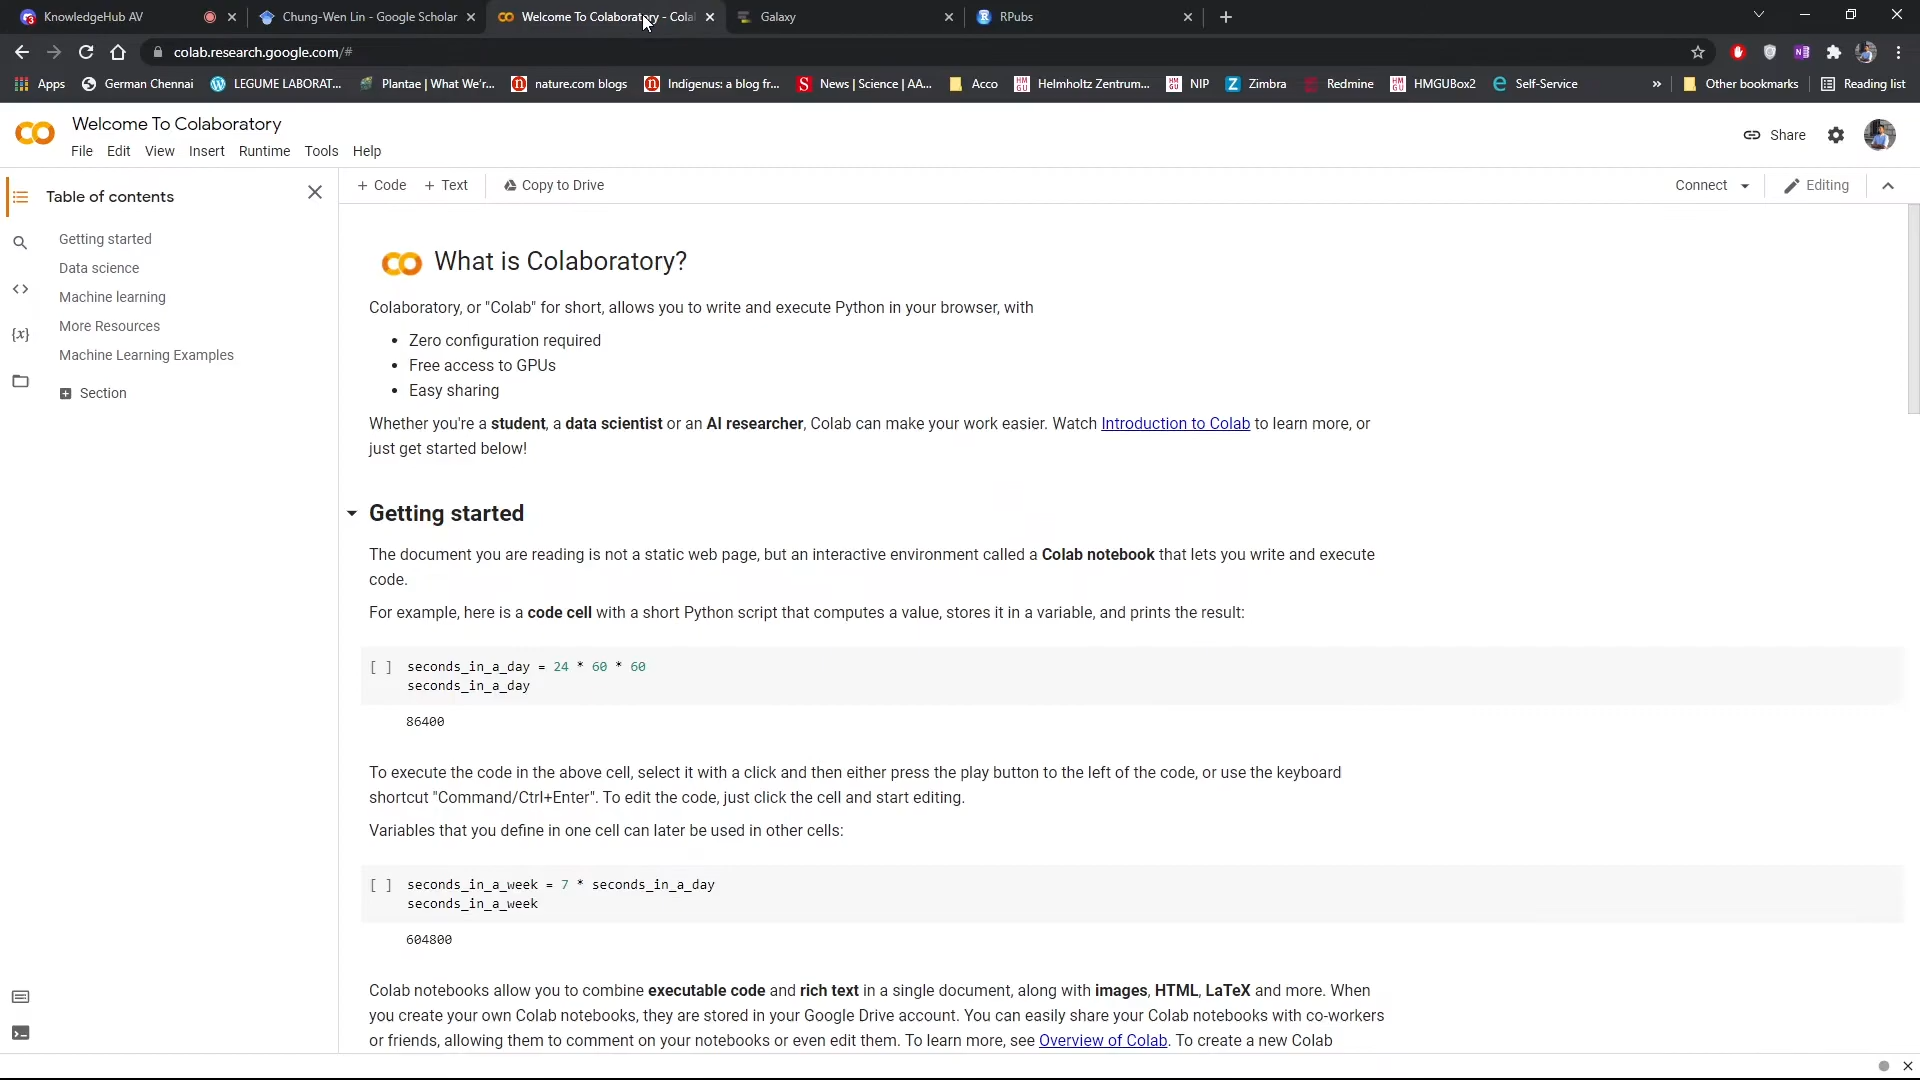 KnowledgeHub AV
Chung-Wen Lin - Google Scholar
Welcome To Colaboratory - Cola
Galaxy
RPubs
colab.research.google.com/#
Apps
German Chennai
LEGUME LABORAT...
Plantae | What We'r...
nature.com blogs
Indigenus: a blog fr...
News | Science | AA...
Acco
Helmholtz Zentrum...
NIP
Zimbra
Redmine
HMGUBox2
Self-Service
»
Other bookmarks
Reading list
Welcome To Colaboratory
File Edit View Insert Runtime Tools Help
Share
Table of contents
Getting started
Data science
Machine learning
More Resources
Machine Learning Examples
Section
+ Code + Text Copy to Drive
Connect
Editing
What is Colaboratory?
Colaboratory, or "Colab" for short, allows you to write and execute Python in your browser, with
• Zero configuration required
• Free access to GPUs
• Easy sharing
Whether you're a student, a data scientist or an AI researcher, Colab can make your work easier. Watch Introduction to Colab to learn more, or
just get started below!
Getting started
The document you are reading is not a static web page, but an interactive environment called a Colab notebook that lets you write and execute
code.
For example, here is a code cell with a short Python script that computes a value, stores it in a variable, and prints the result:
[ ] seconds_in_a_day = 24 * 60 * 60
seconds_in_a_day
86400
To execute the code in the above cell, select it with a click and then either press the play button to the left of the code, or use the keyboard
shortcut "Command/Ctrl+Enter". To edit the code, just click the cell and start editing.
Variables that you define in one cell can later be used in other cells:
[ ] seconds_in_a_week = 7 * seconds_in_a_day
seconds_in_a_week
604800
Colab notebooks allow you to combine executable code and rich text in a single document, along with images, HTML, LaTeX and more. When
you create your own Colab notebooks, they are stored in your Google Drive account. You can easily share your Colab notebooks with co-workers
or friends, allowing them to comment on your notebooks or even edit them. To learn more, see Overview of Colab. To create a new Colab